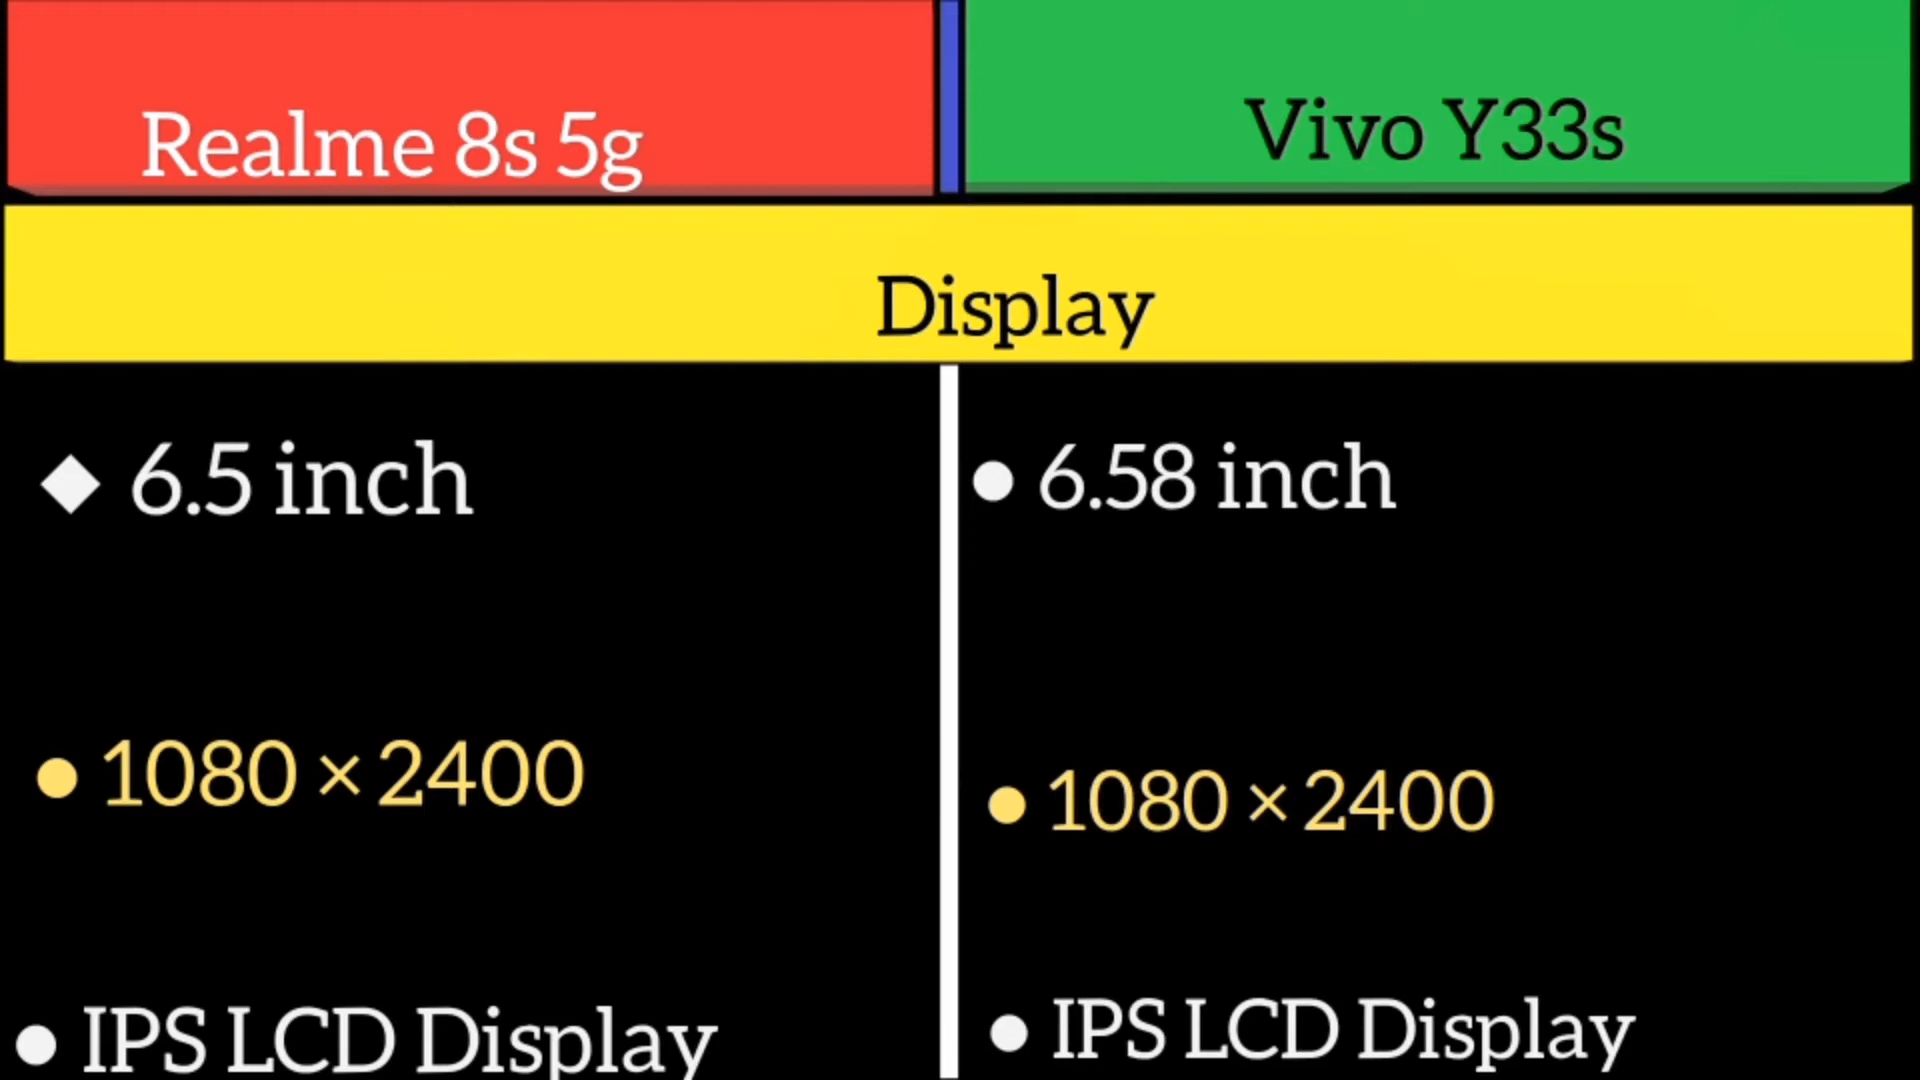 Realme 8s 5g
Vivo Y33s
Display
6.5 inch
6.58 inch
1080 × 2400
1080 × 2400
IPS LCD Display
IPS LCD Display